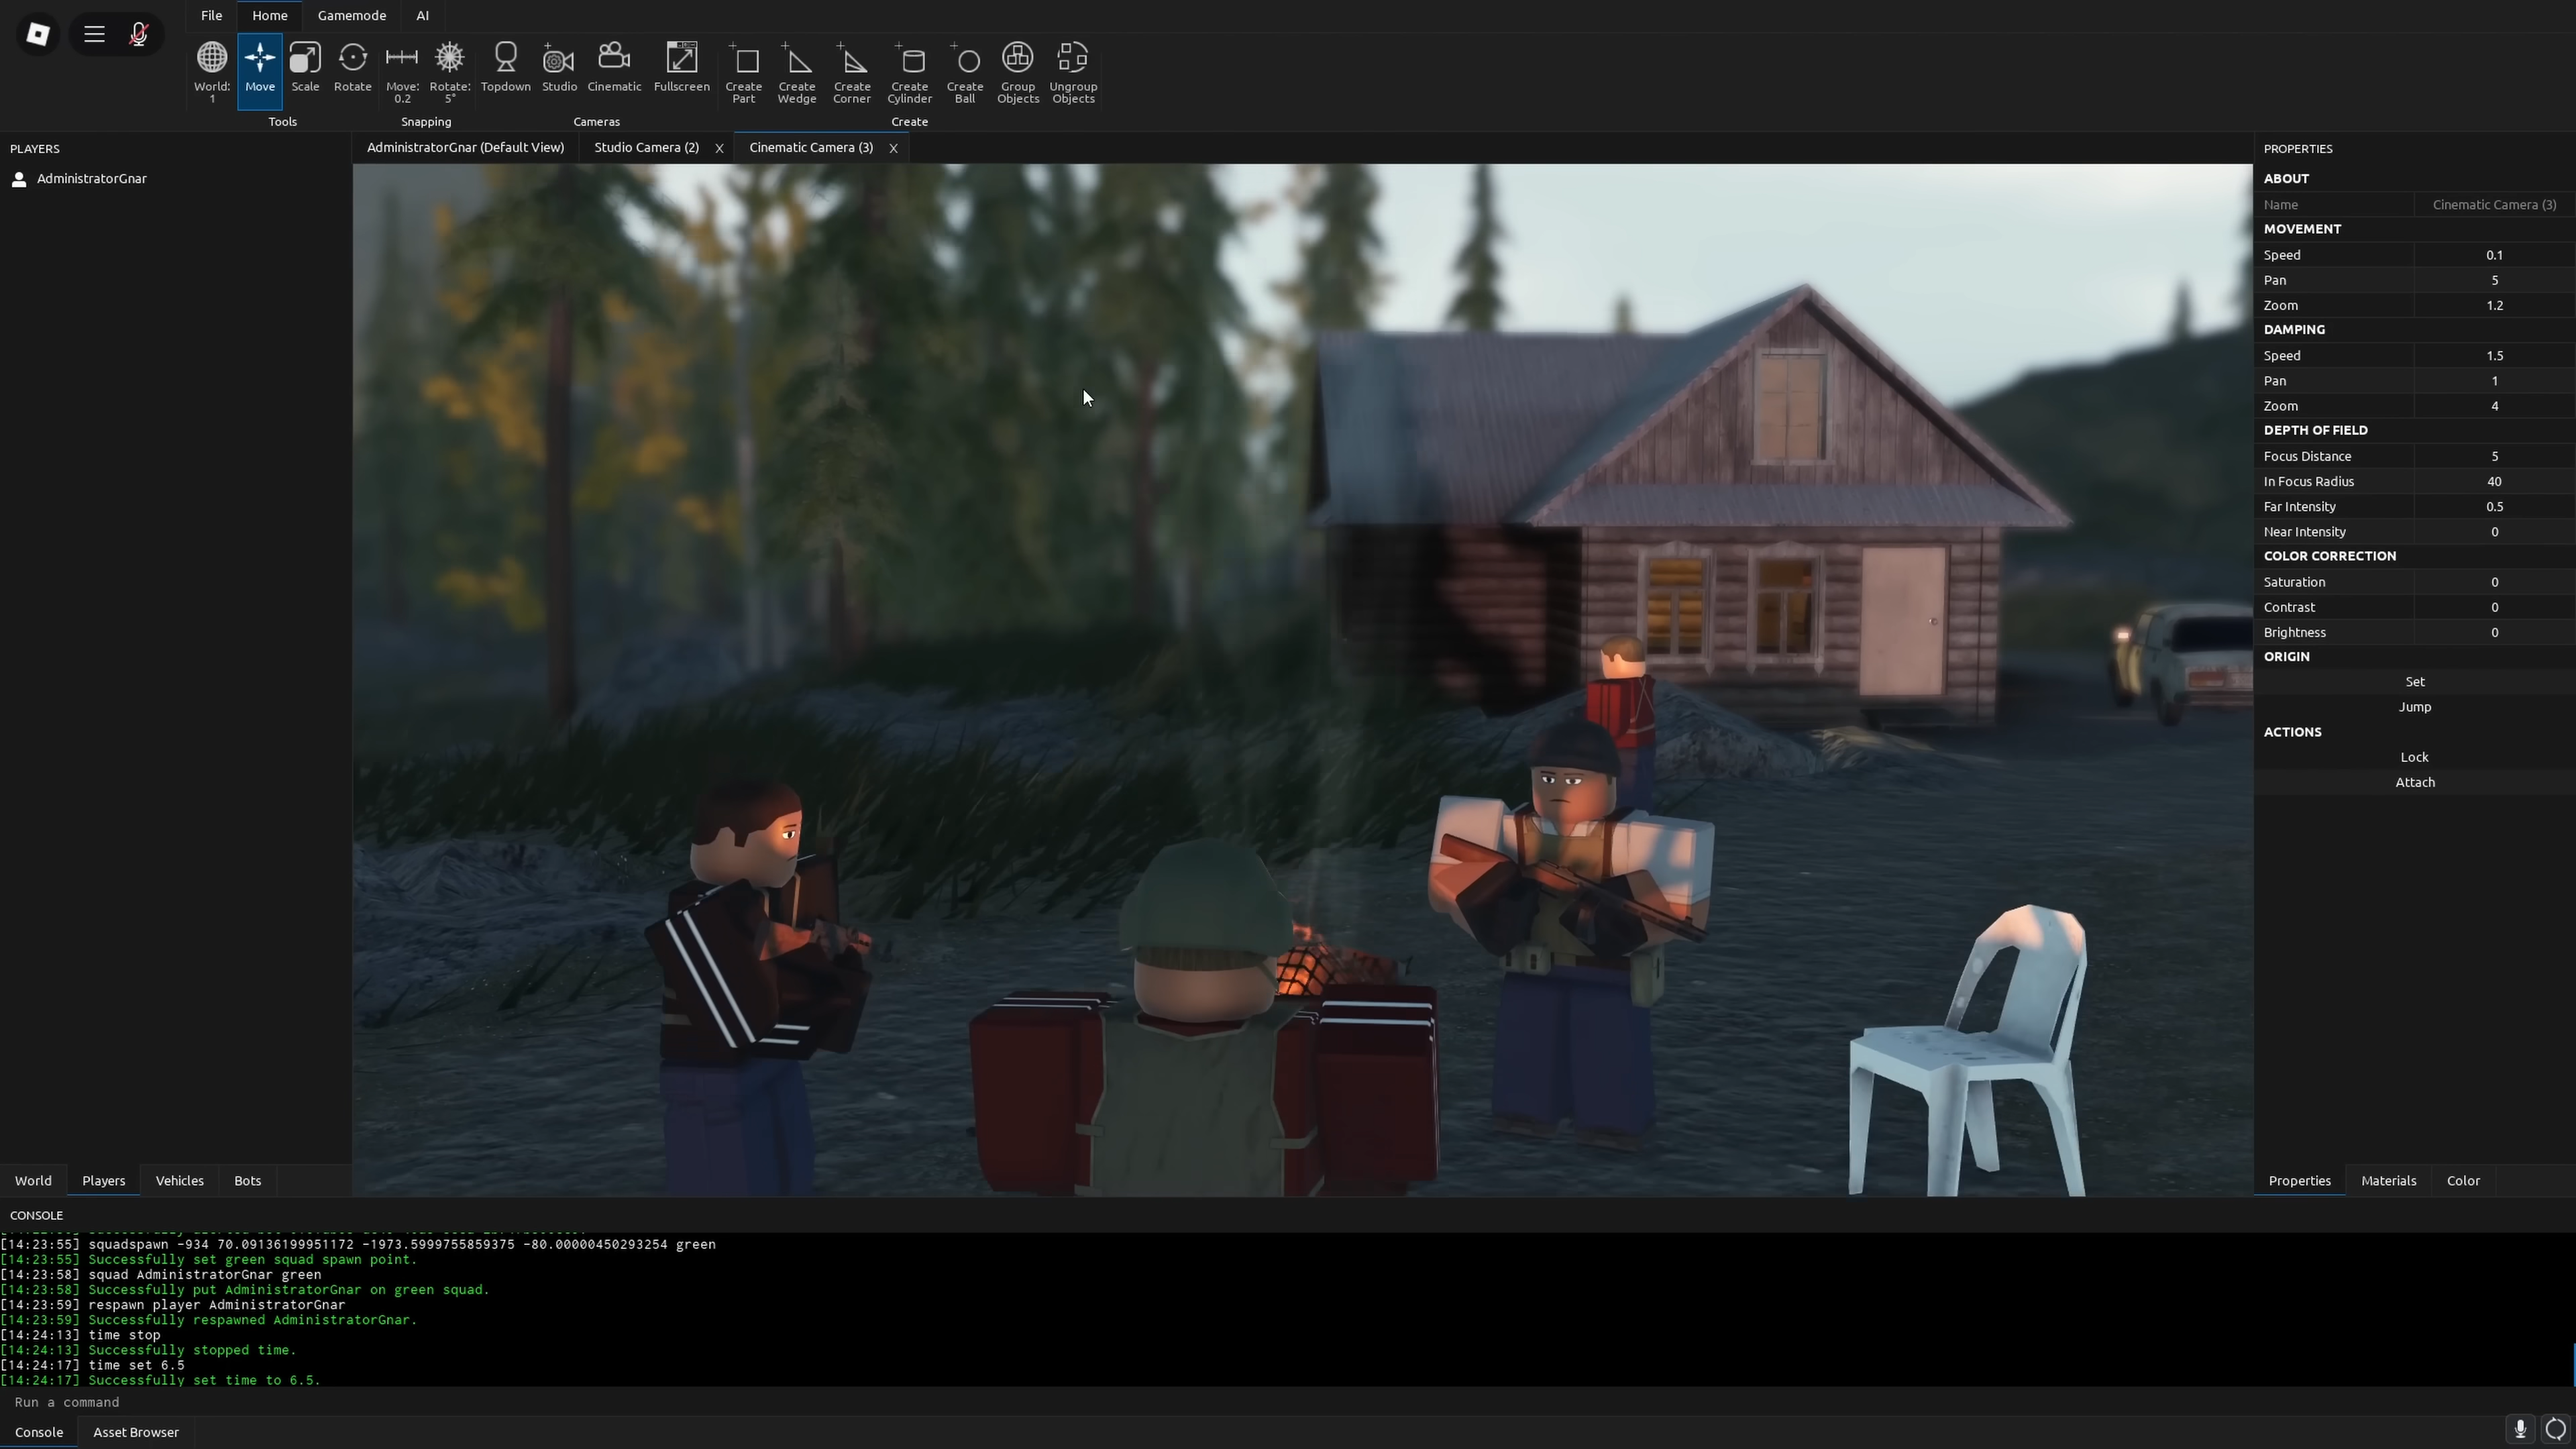 File Home Gamemode AI
World: 1 Move Scale Rotate Move: 0.2 Rotate: 5° Topdown Studio Cinematic Fullscreen Create Part Create Wedge Create Corner Create Cylinder Create Ball Group Objects Ungroup Objects
Tools Snapping Cameras Create
PLAYERS
AdministratorGnar
AdministratorGnar (Default View) Studio Camera (2) X Cinematic Camera (3) X
PROPERTIES
ABOUT
Name Cinematic Camera (3)
MOVEMENT
Speed 0.1
Pan 5
Zoom 1.2
DAMPING
Speed 1.5
Pan 1
Zoom 4
DEPTH OF FIELD
Focus Distance 5
In Focus Radius 40
Far Intensity 0.5
Near Intensity 0
COLOR CORRECTION
Saturation 0
Contrast 0
Brightness 0
ORIGIN
Set
Jump
ACTIONS
Lock
Attach
World Players Vehicles Bots
Properties Materials Color
CONSOLE
[14:23:55] squadspawn -934 70.09136199951172 -1973.5999755859375 -80.00000450293254 green
[14:23:55] Successfully set green squad spawn point.
[14:23:58] squad AdministratorGnar green
[14:23:58] Successfully put AdministratorGnar on green squad.
[14:23:59] respawn player AdministratorGnar
[14:23:59] Successfully respawned AdministratorGnar.
[14:24:13] time stop
[14:24:13] Successfully stopped time.
[14:24:17] time set 6.5
[14:24:17] Successfully set time to 6.5.
Run a command
Console Asset Browser